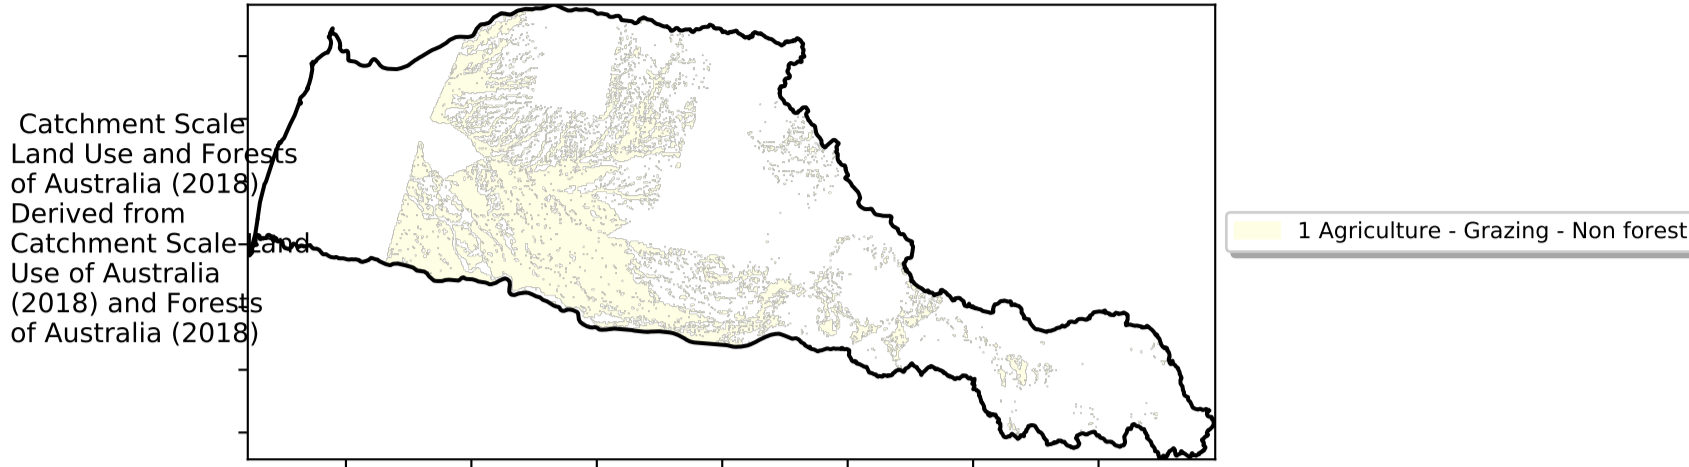 Catchment Scale
Land Use and Forests
of Australia (2018)
Derived from
Catchment Scale Land
Use of Australia
(2018) and Forests
of Australia (2018)
1 Agriculture - Grazing - Non forest